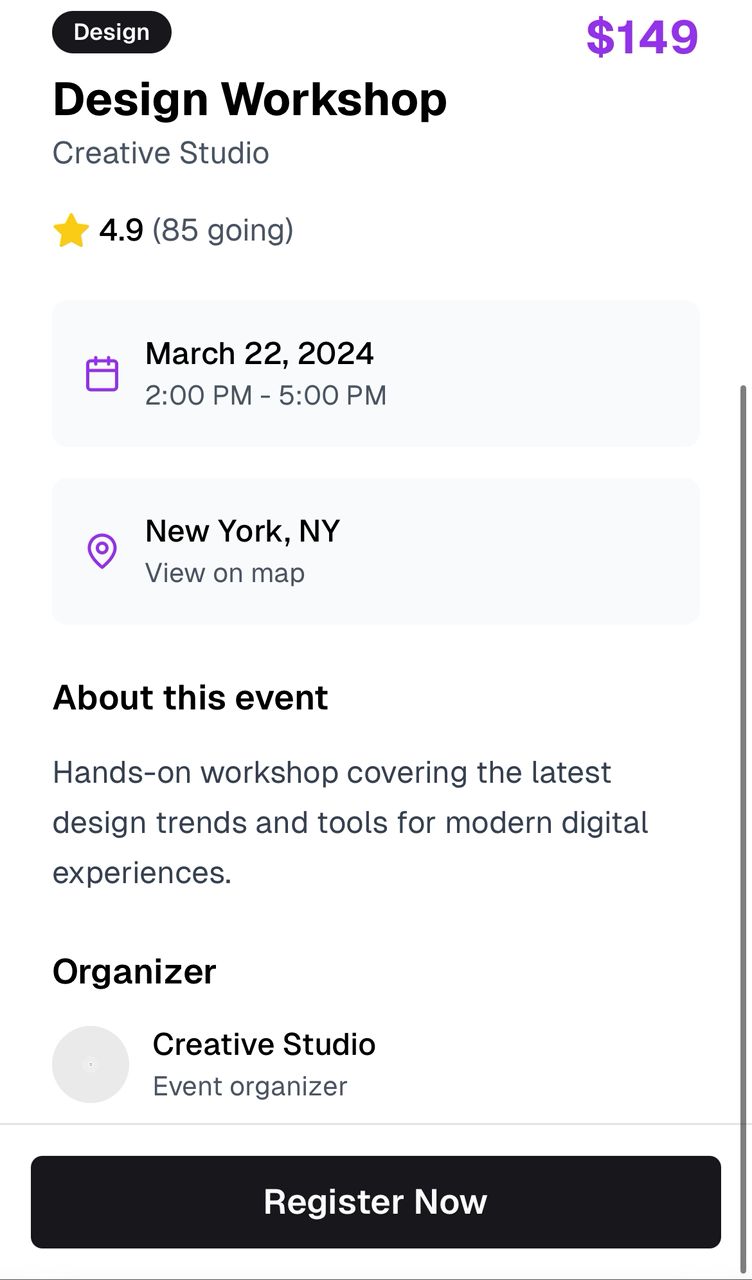 Design
$149
Design Workshop
Creative Studio
4.9 (85 going)
March 22, 2024
2:00 PM - 5:00 PM
New York, NY
View on map
About this event
Hands-on workshop covering the latest
design trends and tools for modern digital
experiences.
Organizer
Creative Studio
Event organizer
Register Now